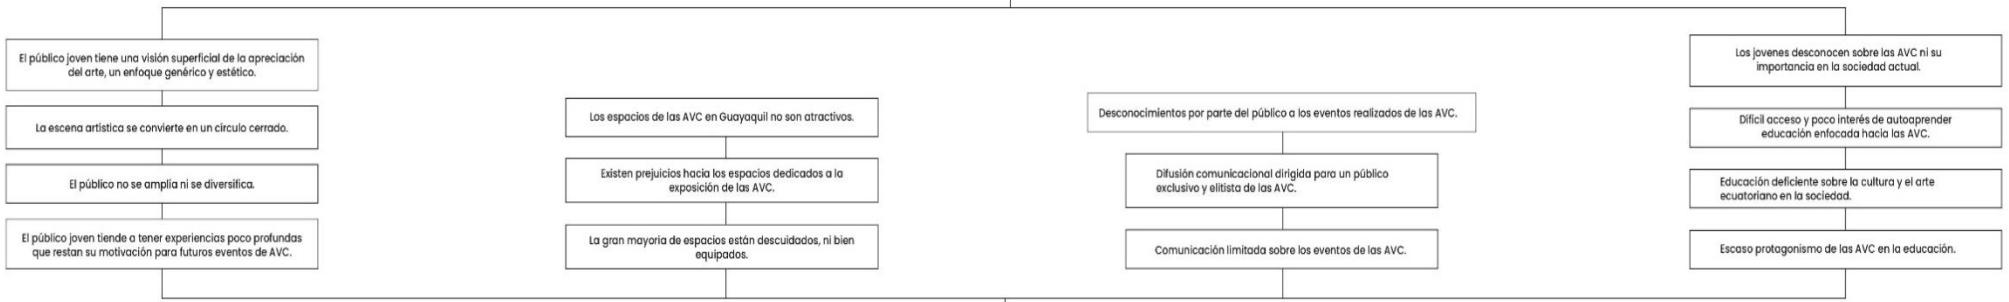 El público joven tiene una visión superficial de la apreciación
del arte, un enfoque genérico y estético.
La escena artística se convierte en un círculo cerrado.
El público no se amplía ni se diversifica.
El público joven tiende a tener experiencias poco profundas
que restan su motivación para futuros eventos de AVC.
Los espacios de las AVC en Guayaquil no son atractivos.
Existen prejuicios hacia los espacios dedicados a la
exposición de las AVC.
La gran mayoría de espacios están descuidados, ni bien
equipados.
Desconocimientos por parte del público a los eventos realizados de las AVC.
Difusión comunicacional dirigida para un público
exclusivo y elitista de las AVC.
Comunicación limitada sobre los eventos de las AVC.
Los jovenes desconocen sobre las AVC ni su
importancia en la sociedad actual.
Difícil acceso y poco interés de autoaprender
educación enfocada hacia las AVC.
Educación deficiente sobre la cultura y el arte
ecuatoriano en la sociedad.
Escaso protagonismo de las AVC en la educación.